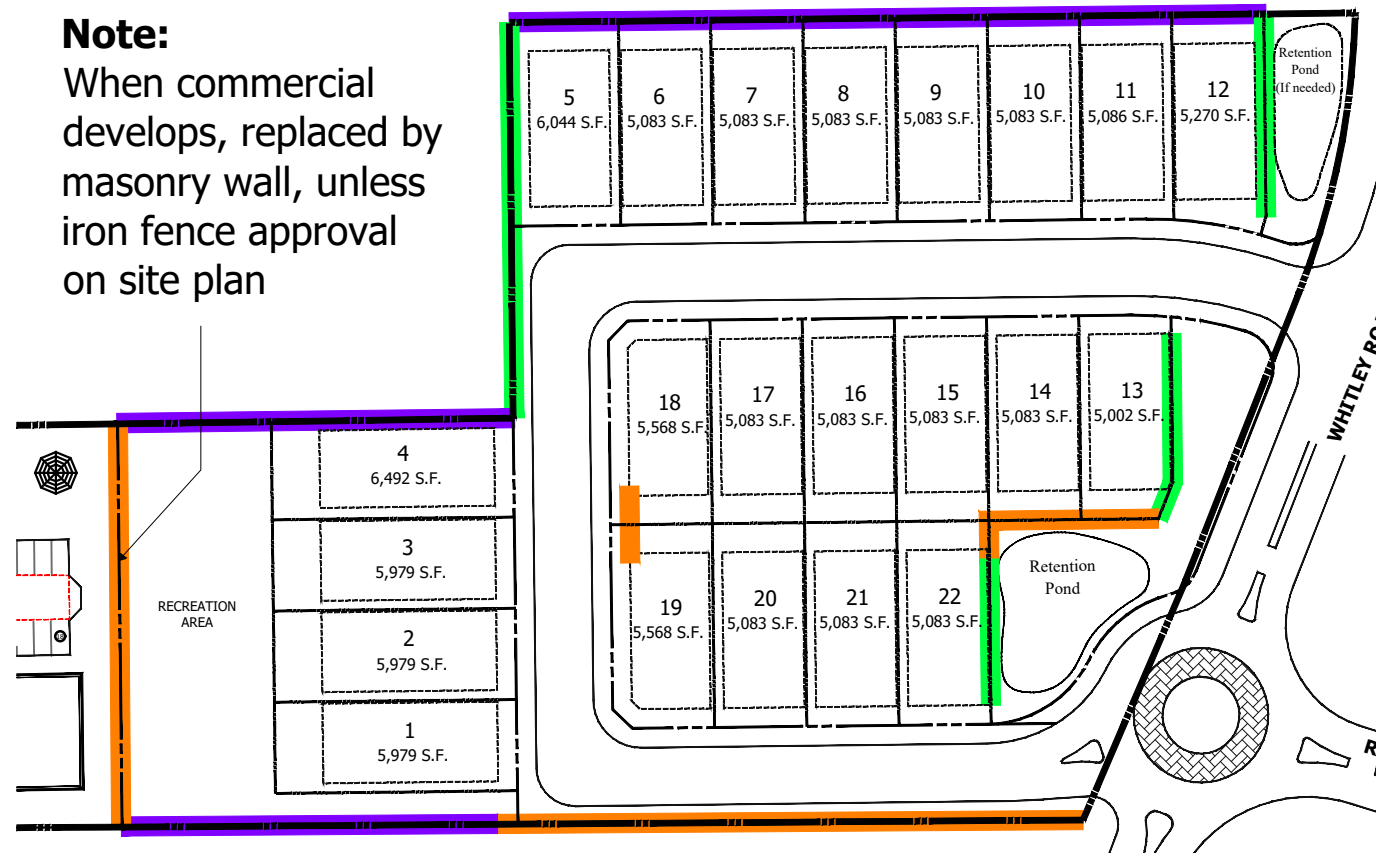 Note:
When commercial
develops, replaced by
masonry wall, unless
iron fence approval
on site plan
5
6,044 S.F.
6
5,083 S.F.
7
5,083 S.F.
8
5,083 S.F.
9
5,083 S.F.
10
5,083 S.F.
11
5,086 S.F.
12
5,270 S.F.
Retention
Pond
(If needed)
18
5,568 S.F.
17
5,083 S.F.
16
5,083 S.F.
15
5,083 S.F.
14
5,083 S.F.
13
5,002 S.F.
WHITLEY ROA
4
6,492 S.F.
3
5,979 S.F.
2
5,979 S.F.
1
5,979 S.F.
RECREATION
AREA
19
5,568 S.F.
20
5,083 S.F.
21
5,083 S.F.
22
5,083 S.F.
Retention
Pond
R